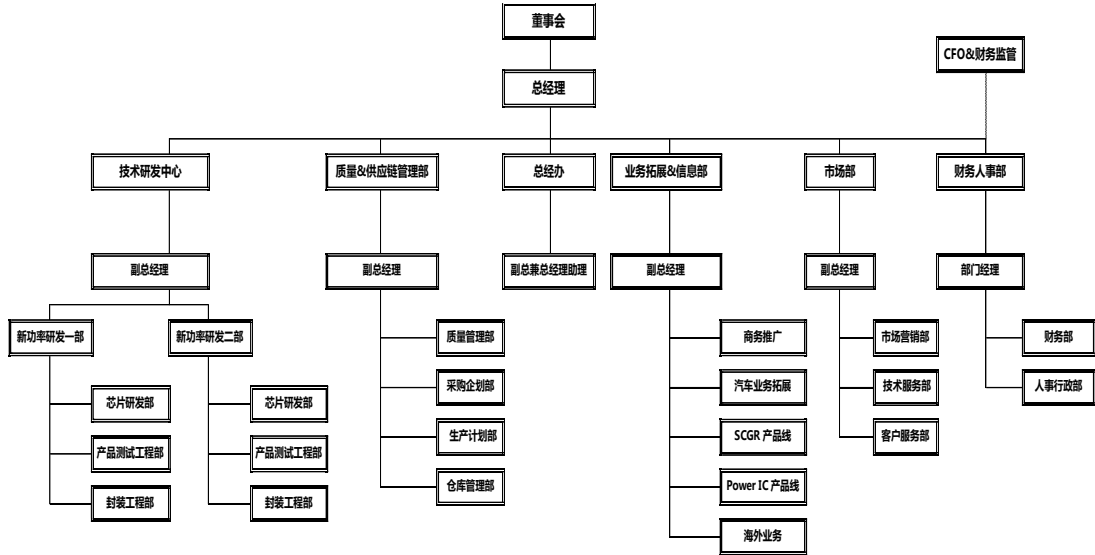 董事会
CFO&财务监管
总经理
技术研发中心
质量&供应链管理部
总经办
业务拓展&信息部
市场部
财务人事部
副总经理
副总经理
副总兼总经理助理
副总经理
副总经理
部门经理
新功率研发一部
新功率研发二部
质量管理部
商务推广
市场营销部
财务部
采购企划部
汽车业务拓展
技术服务部
人事行政部
芯片研发部
芯片研发部
生产计划部
SCGR 产品线
客户服务部
产品测试工程部
产品测试工程部
仓库管理部
Power IC 产品线
封装工程部
封装工程部
海外业务